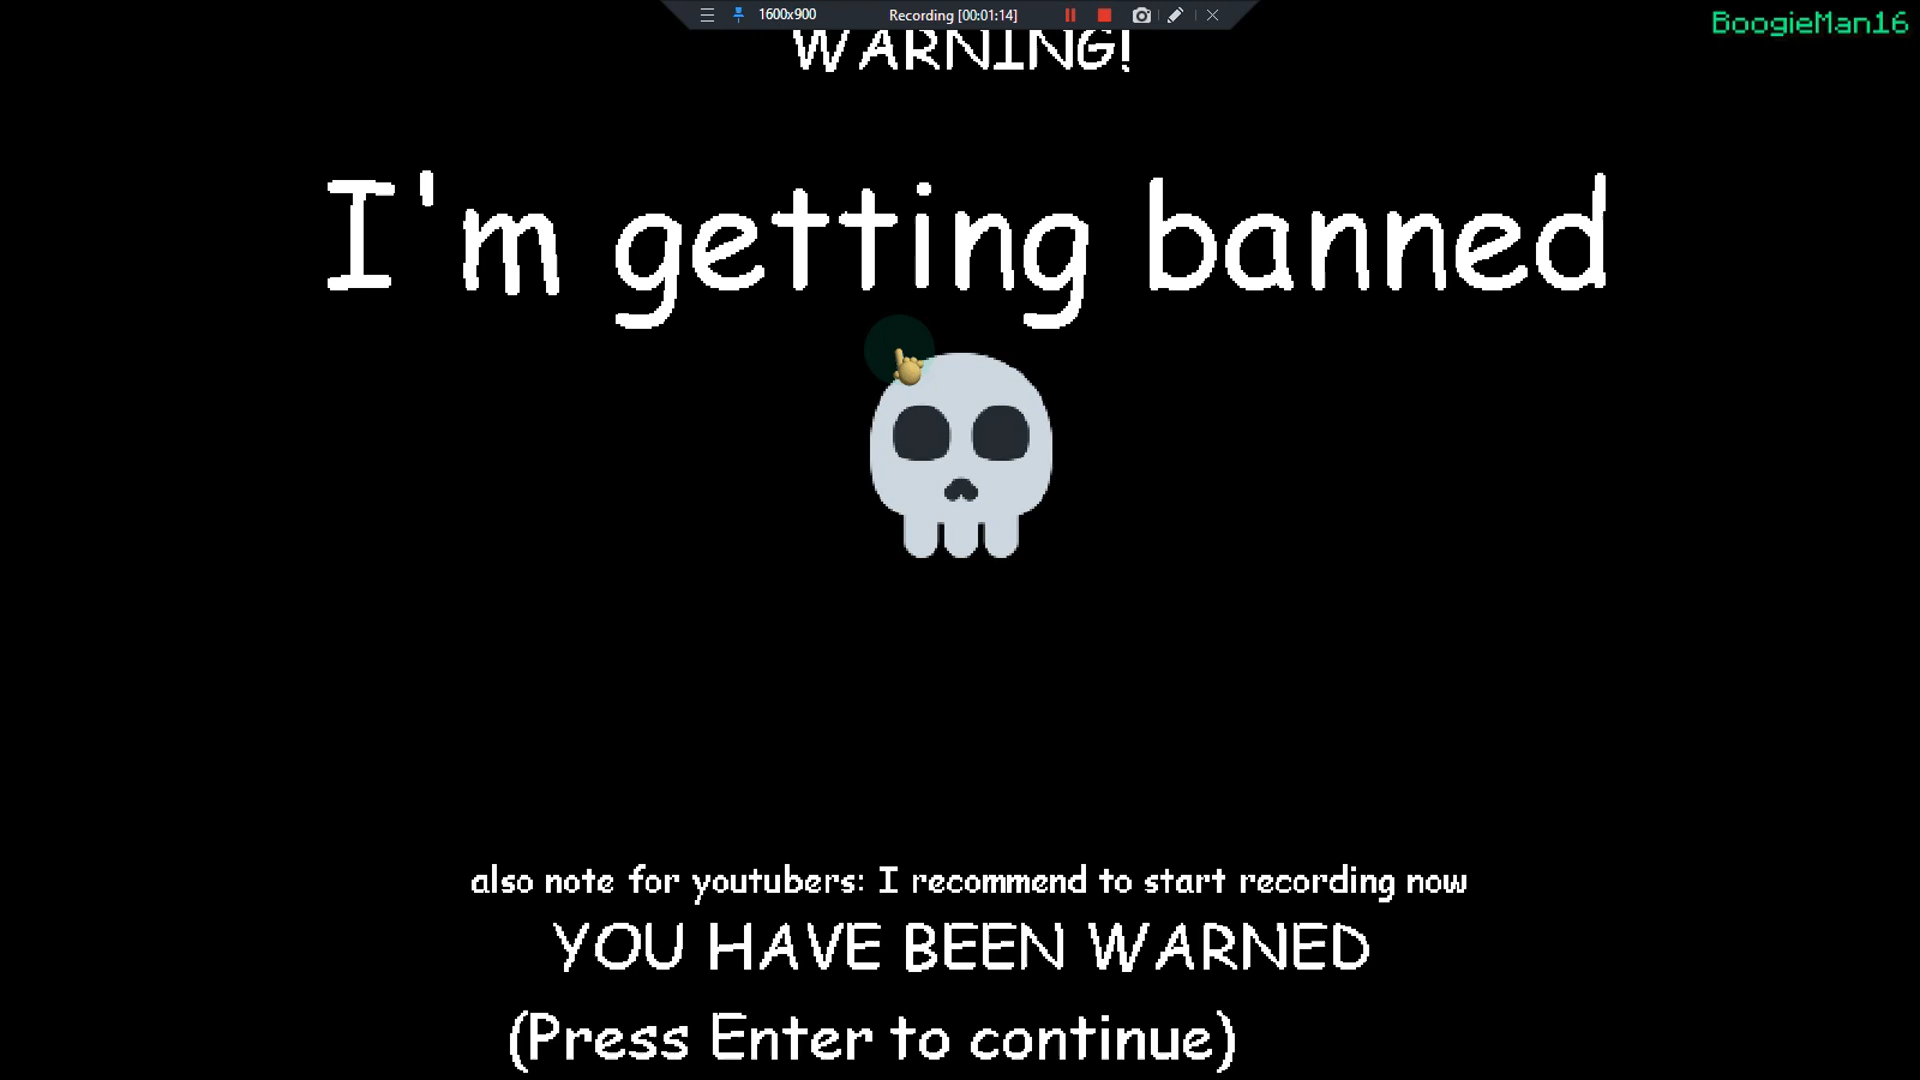 1600x900 Recording [00:01:14]
BoogieMan16
WARNING!
I'm getting banned
also note for youtubers: I recommend to start recording now
YOU HAVE BEEN WARNED
(Press Enter to continue)